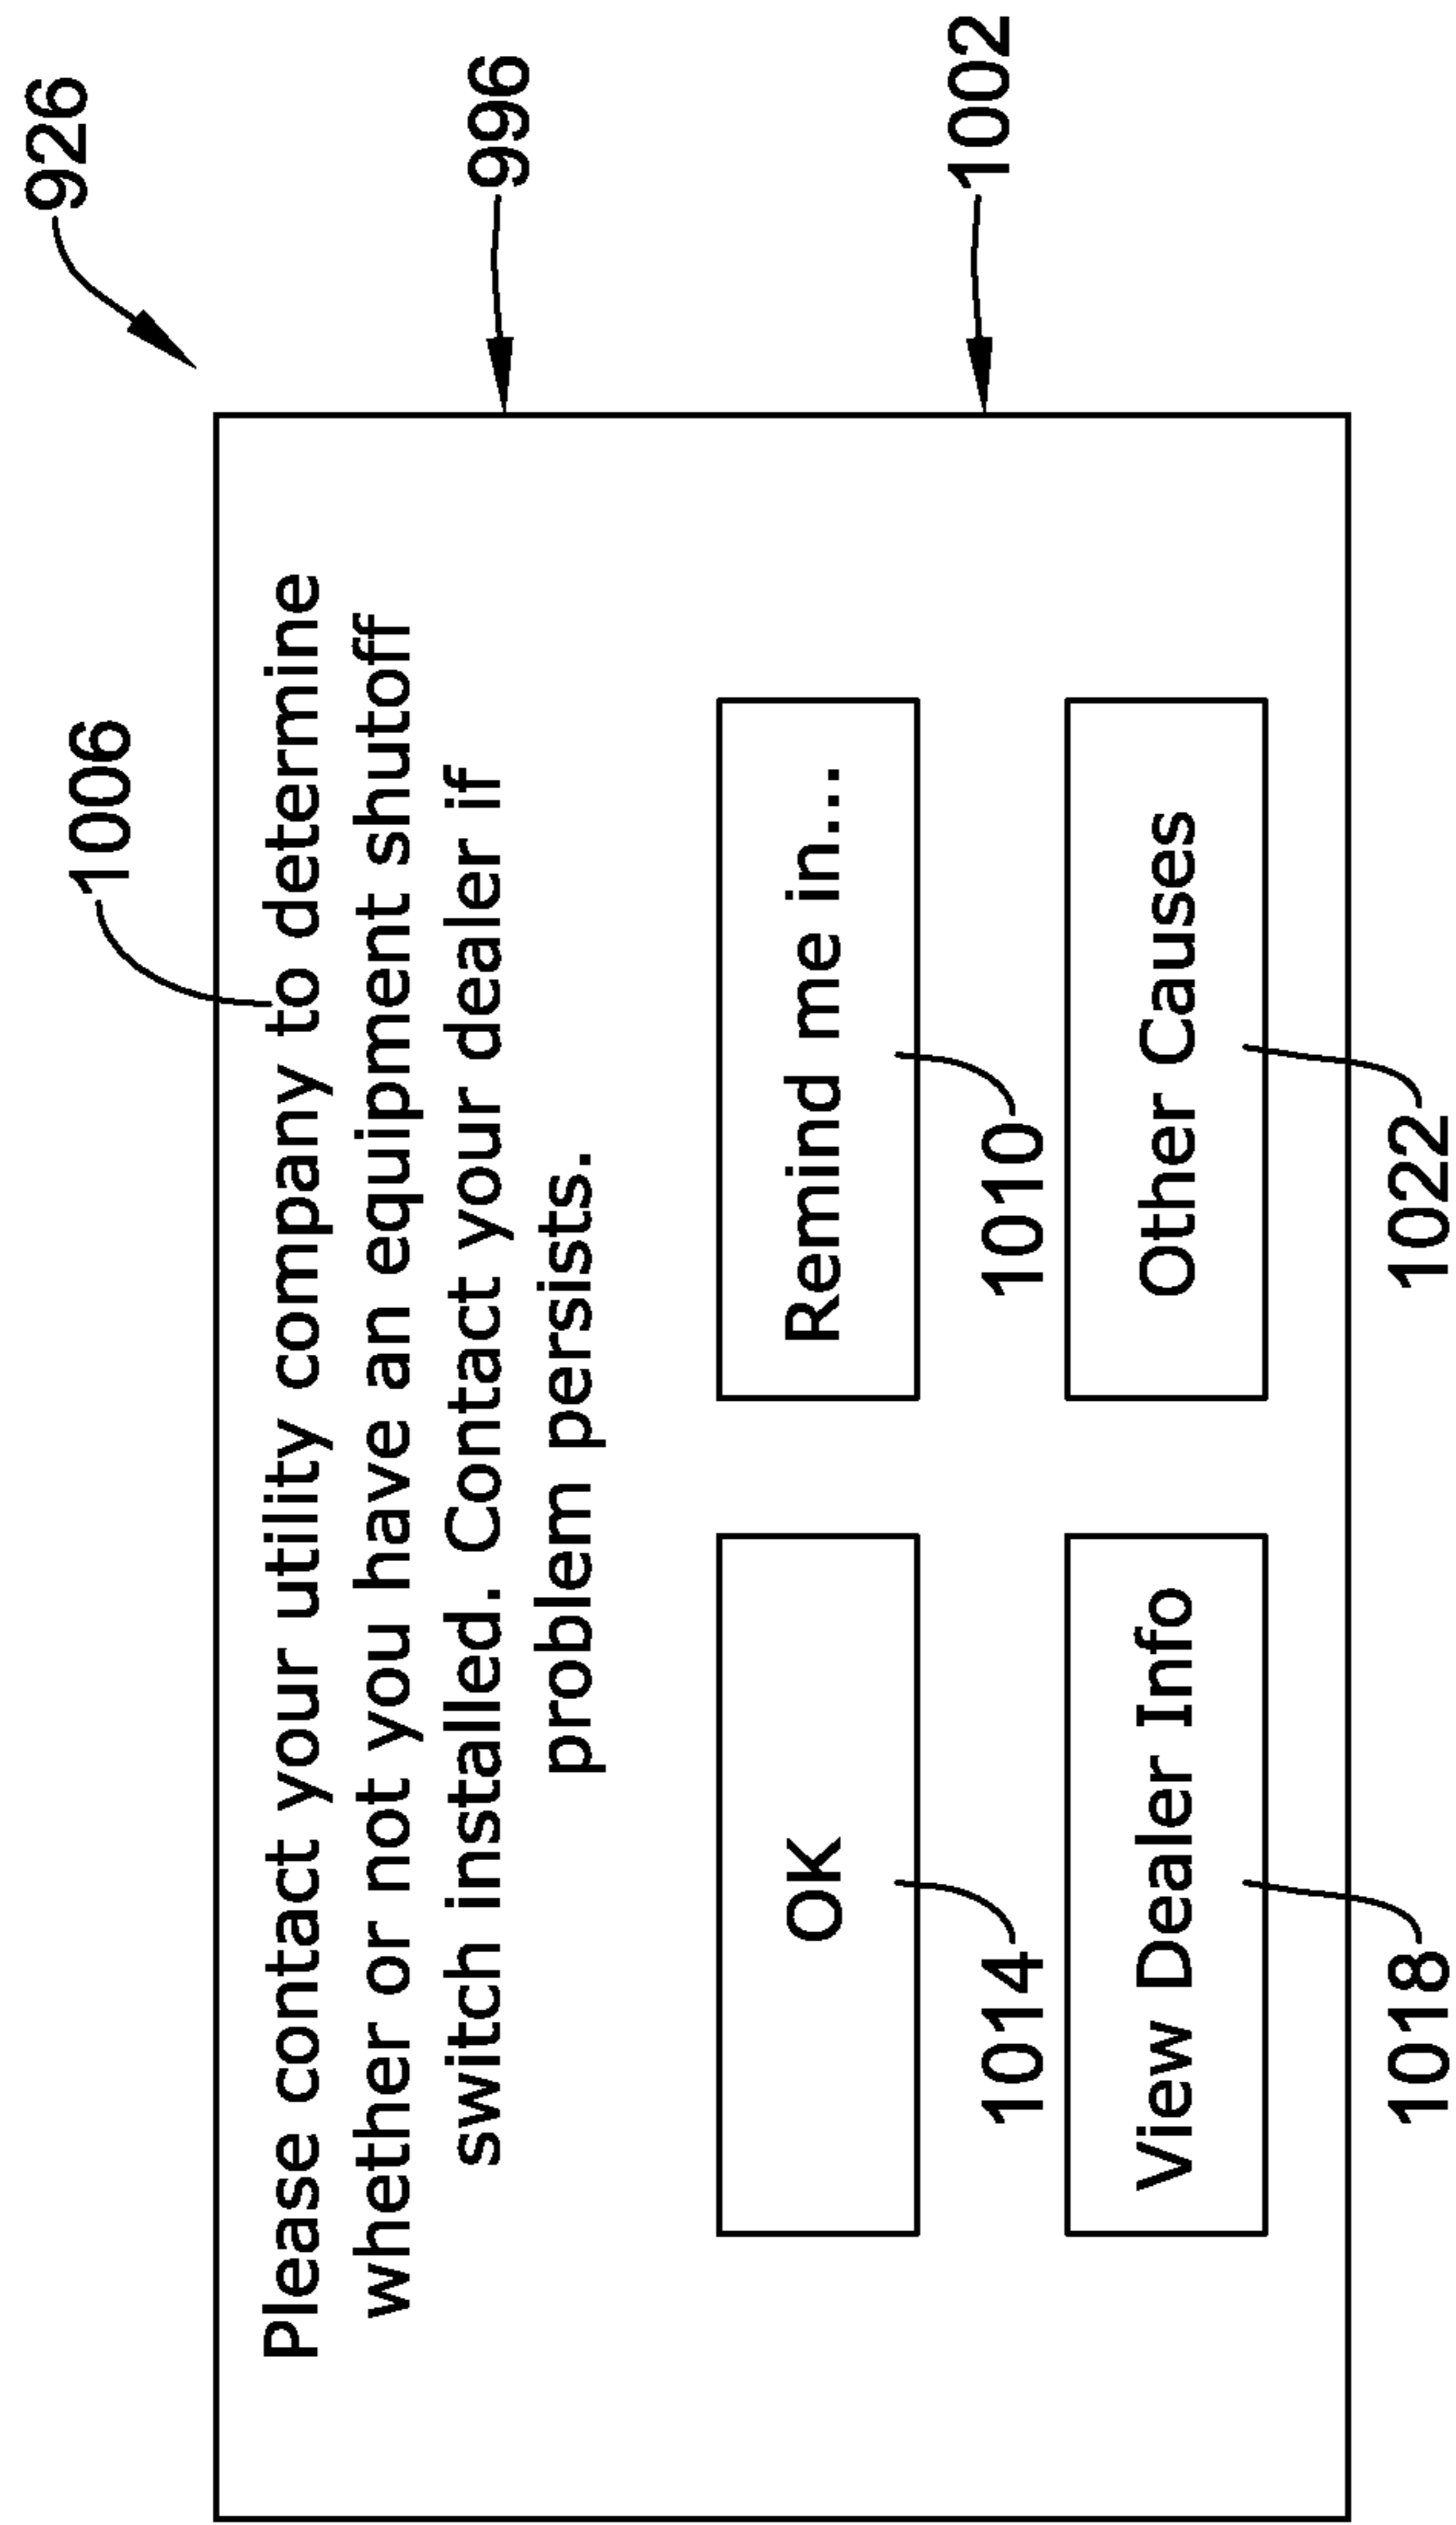 926
1006
Please contact your utility company to determine
whether or not you have an equipment shutoff
switch installed. Contact your dealer if
problem persists.
996
OK
Remind me in...
1014
1010
1002
View Dealer Info
Other Causes
1018
1022